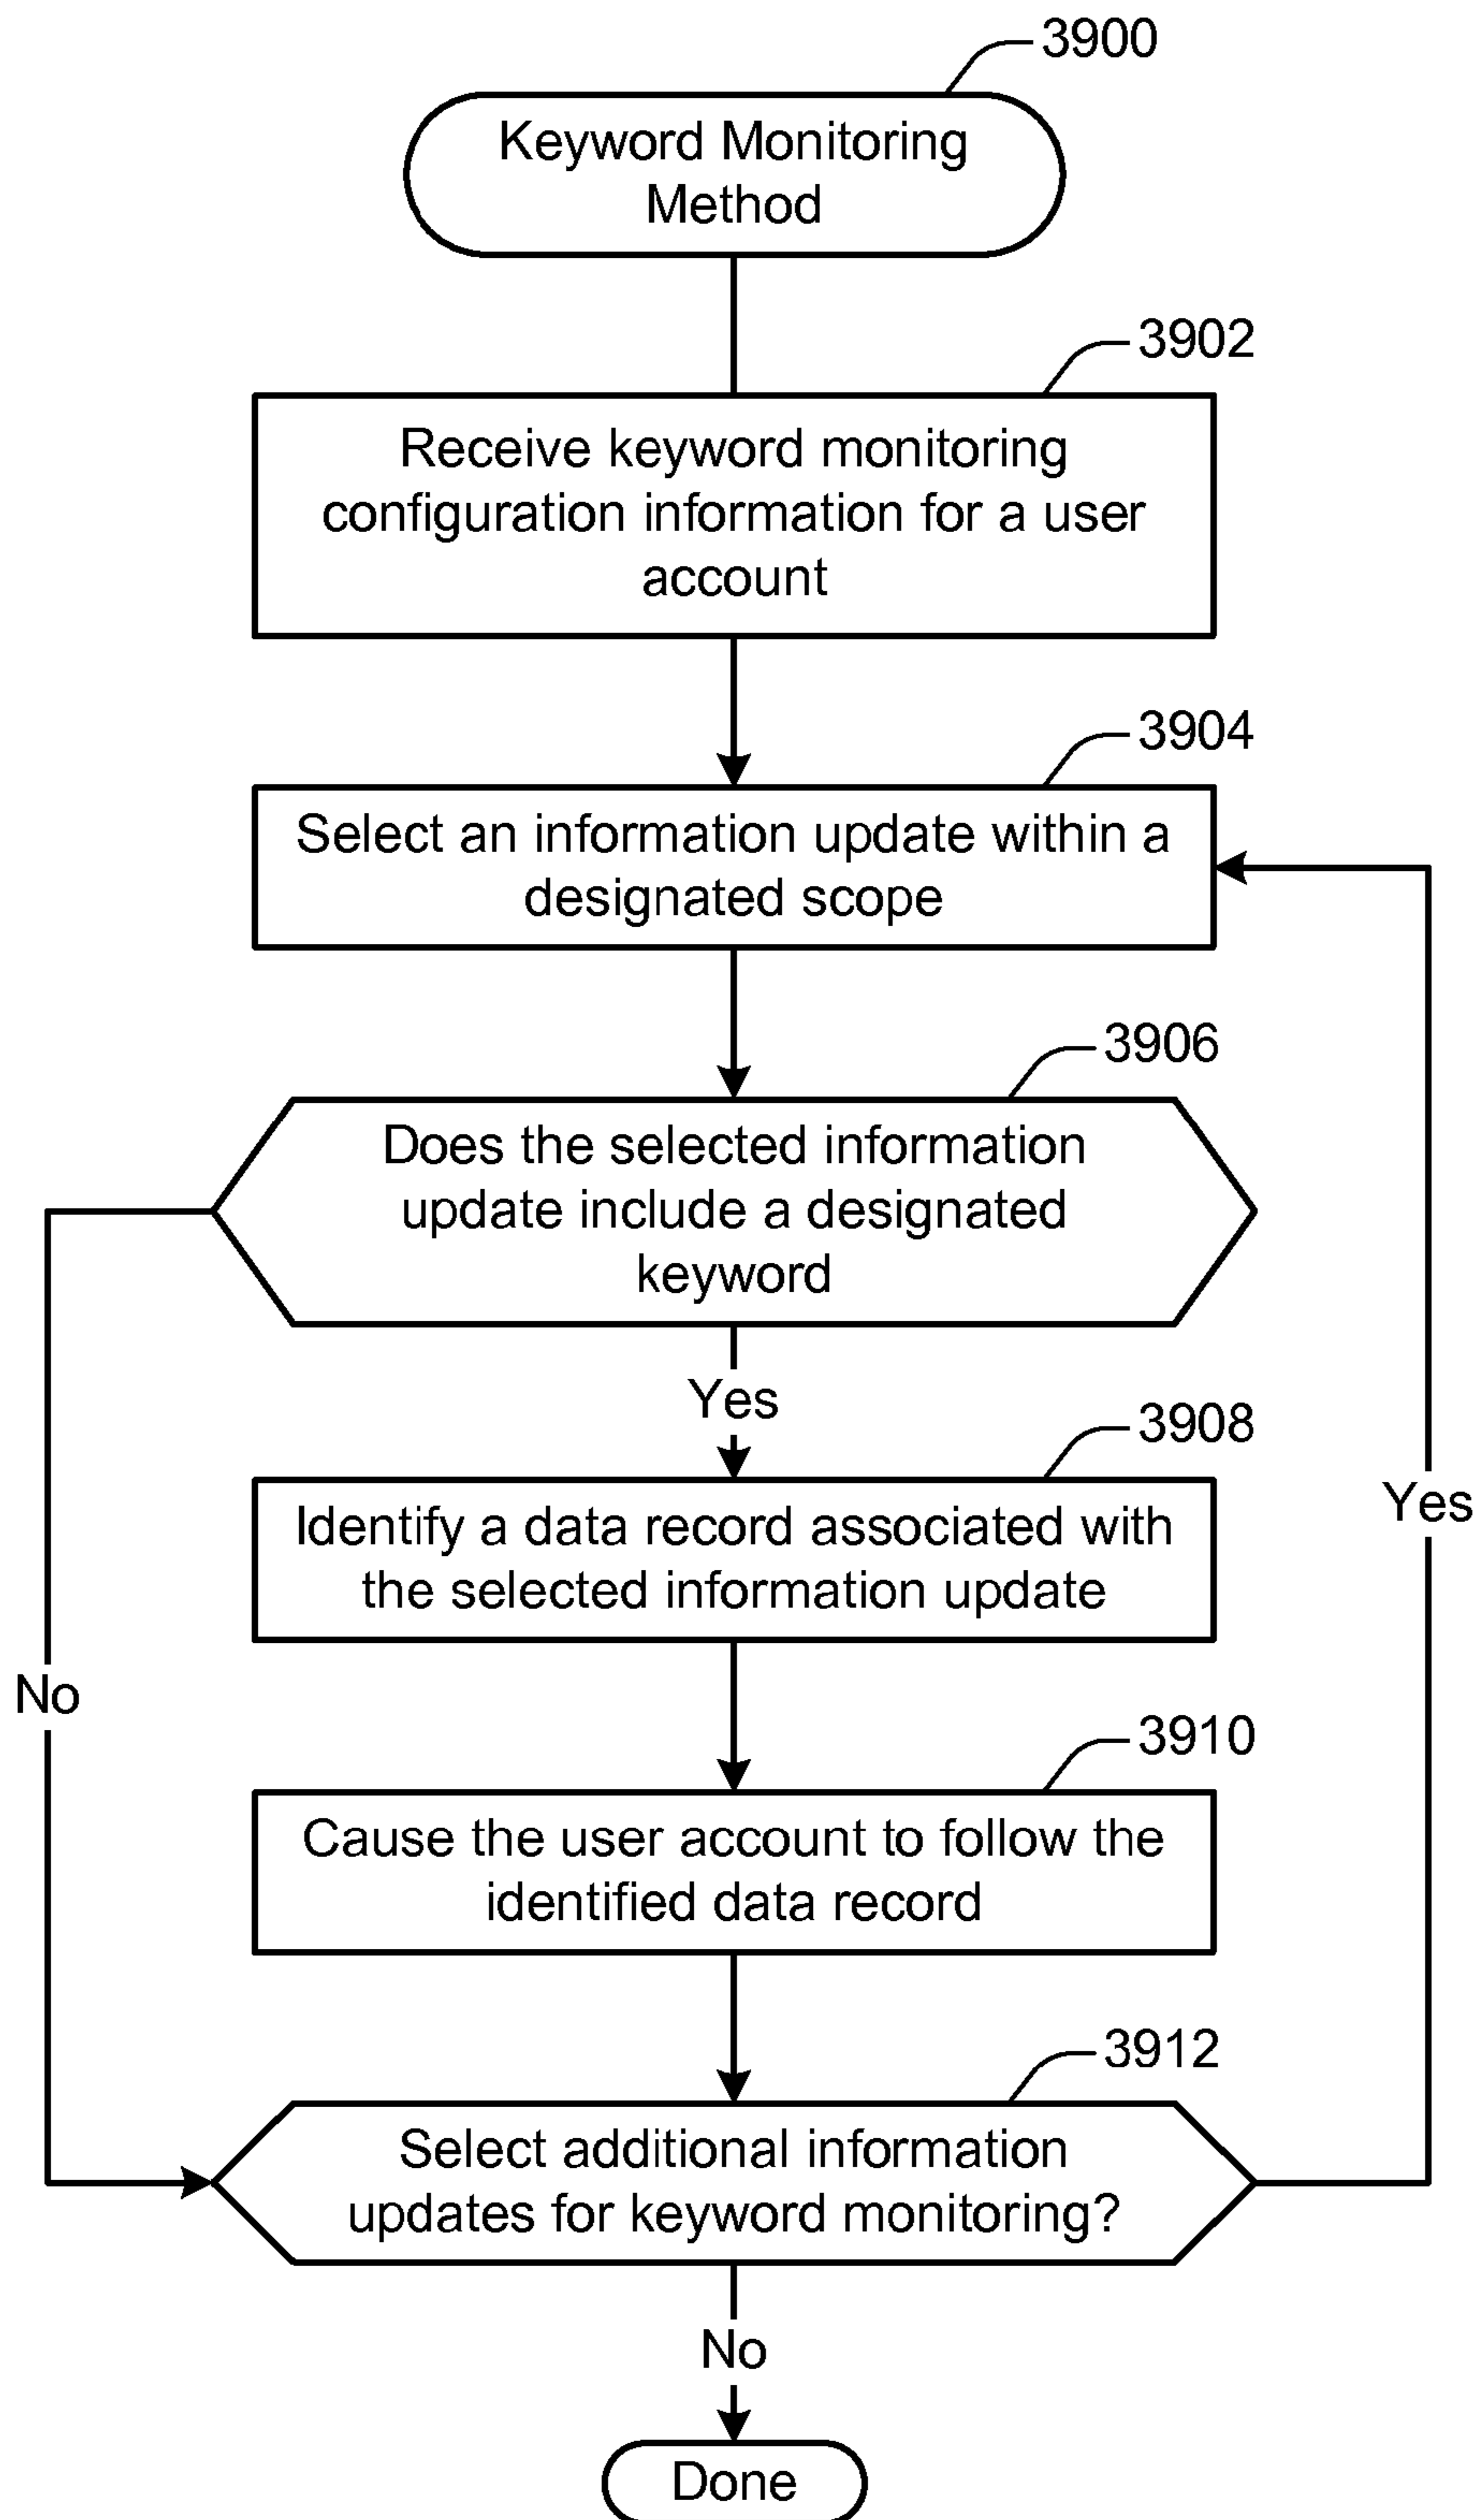 3900
Keyword Monitoring
Method
3902
Receive keyword monitoring
configuration information for a user
account
3904
Select an information update within a
designated scope
3906
Does the selected information
update include a designated
keyword
Yes
3908
Identify a data record associated with
the selected information update
Yes
No
3910
Cause the user account to follow the
identified data record
3912
Select additional information
updates for keyword monitoring?
No
Done